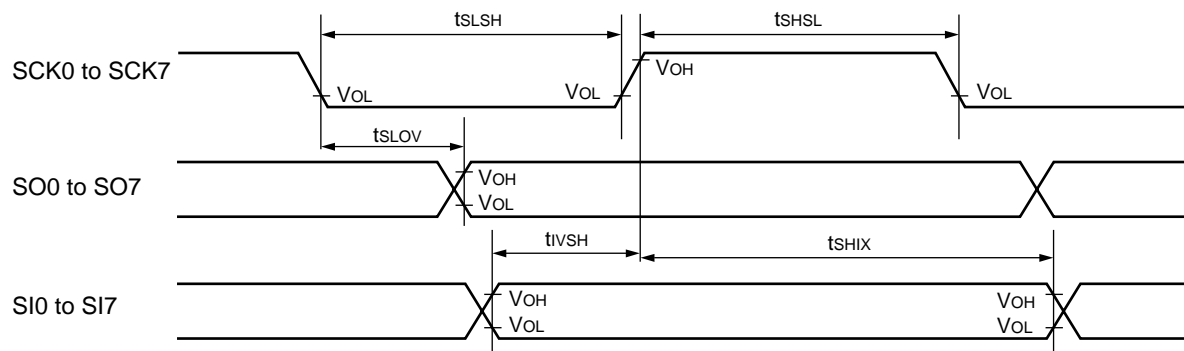 tSLSH
tSHSL
SCK0 to SCK7
VOL
VOL
VOH
VOL
tSLOV
SO0 to SO7
VOH
VOL
tIVSH
tSHIX
SI0 to SI7
VOH
VOL
VOH
VOL